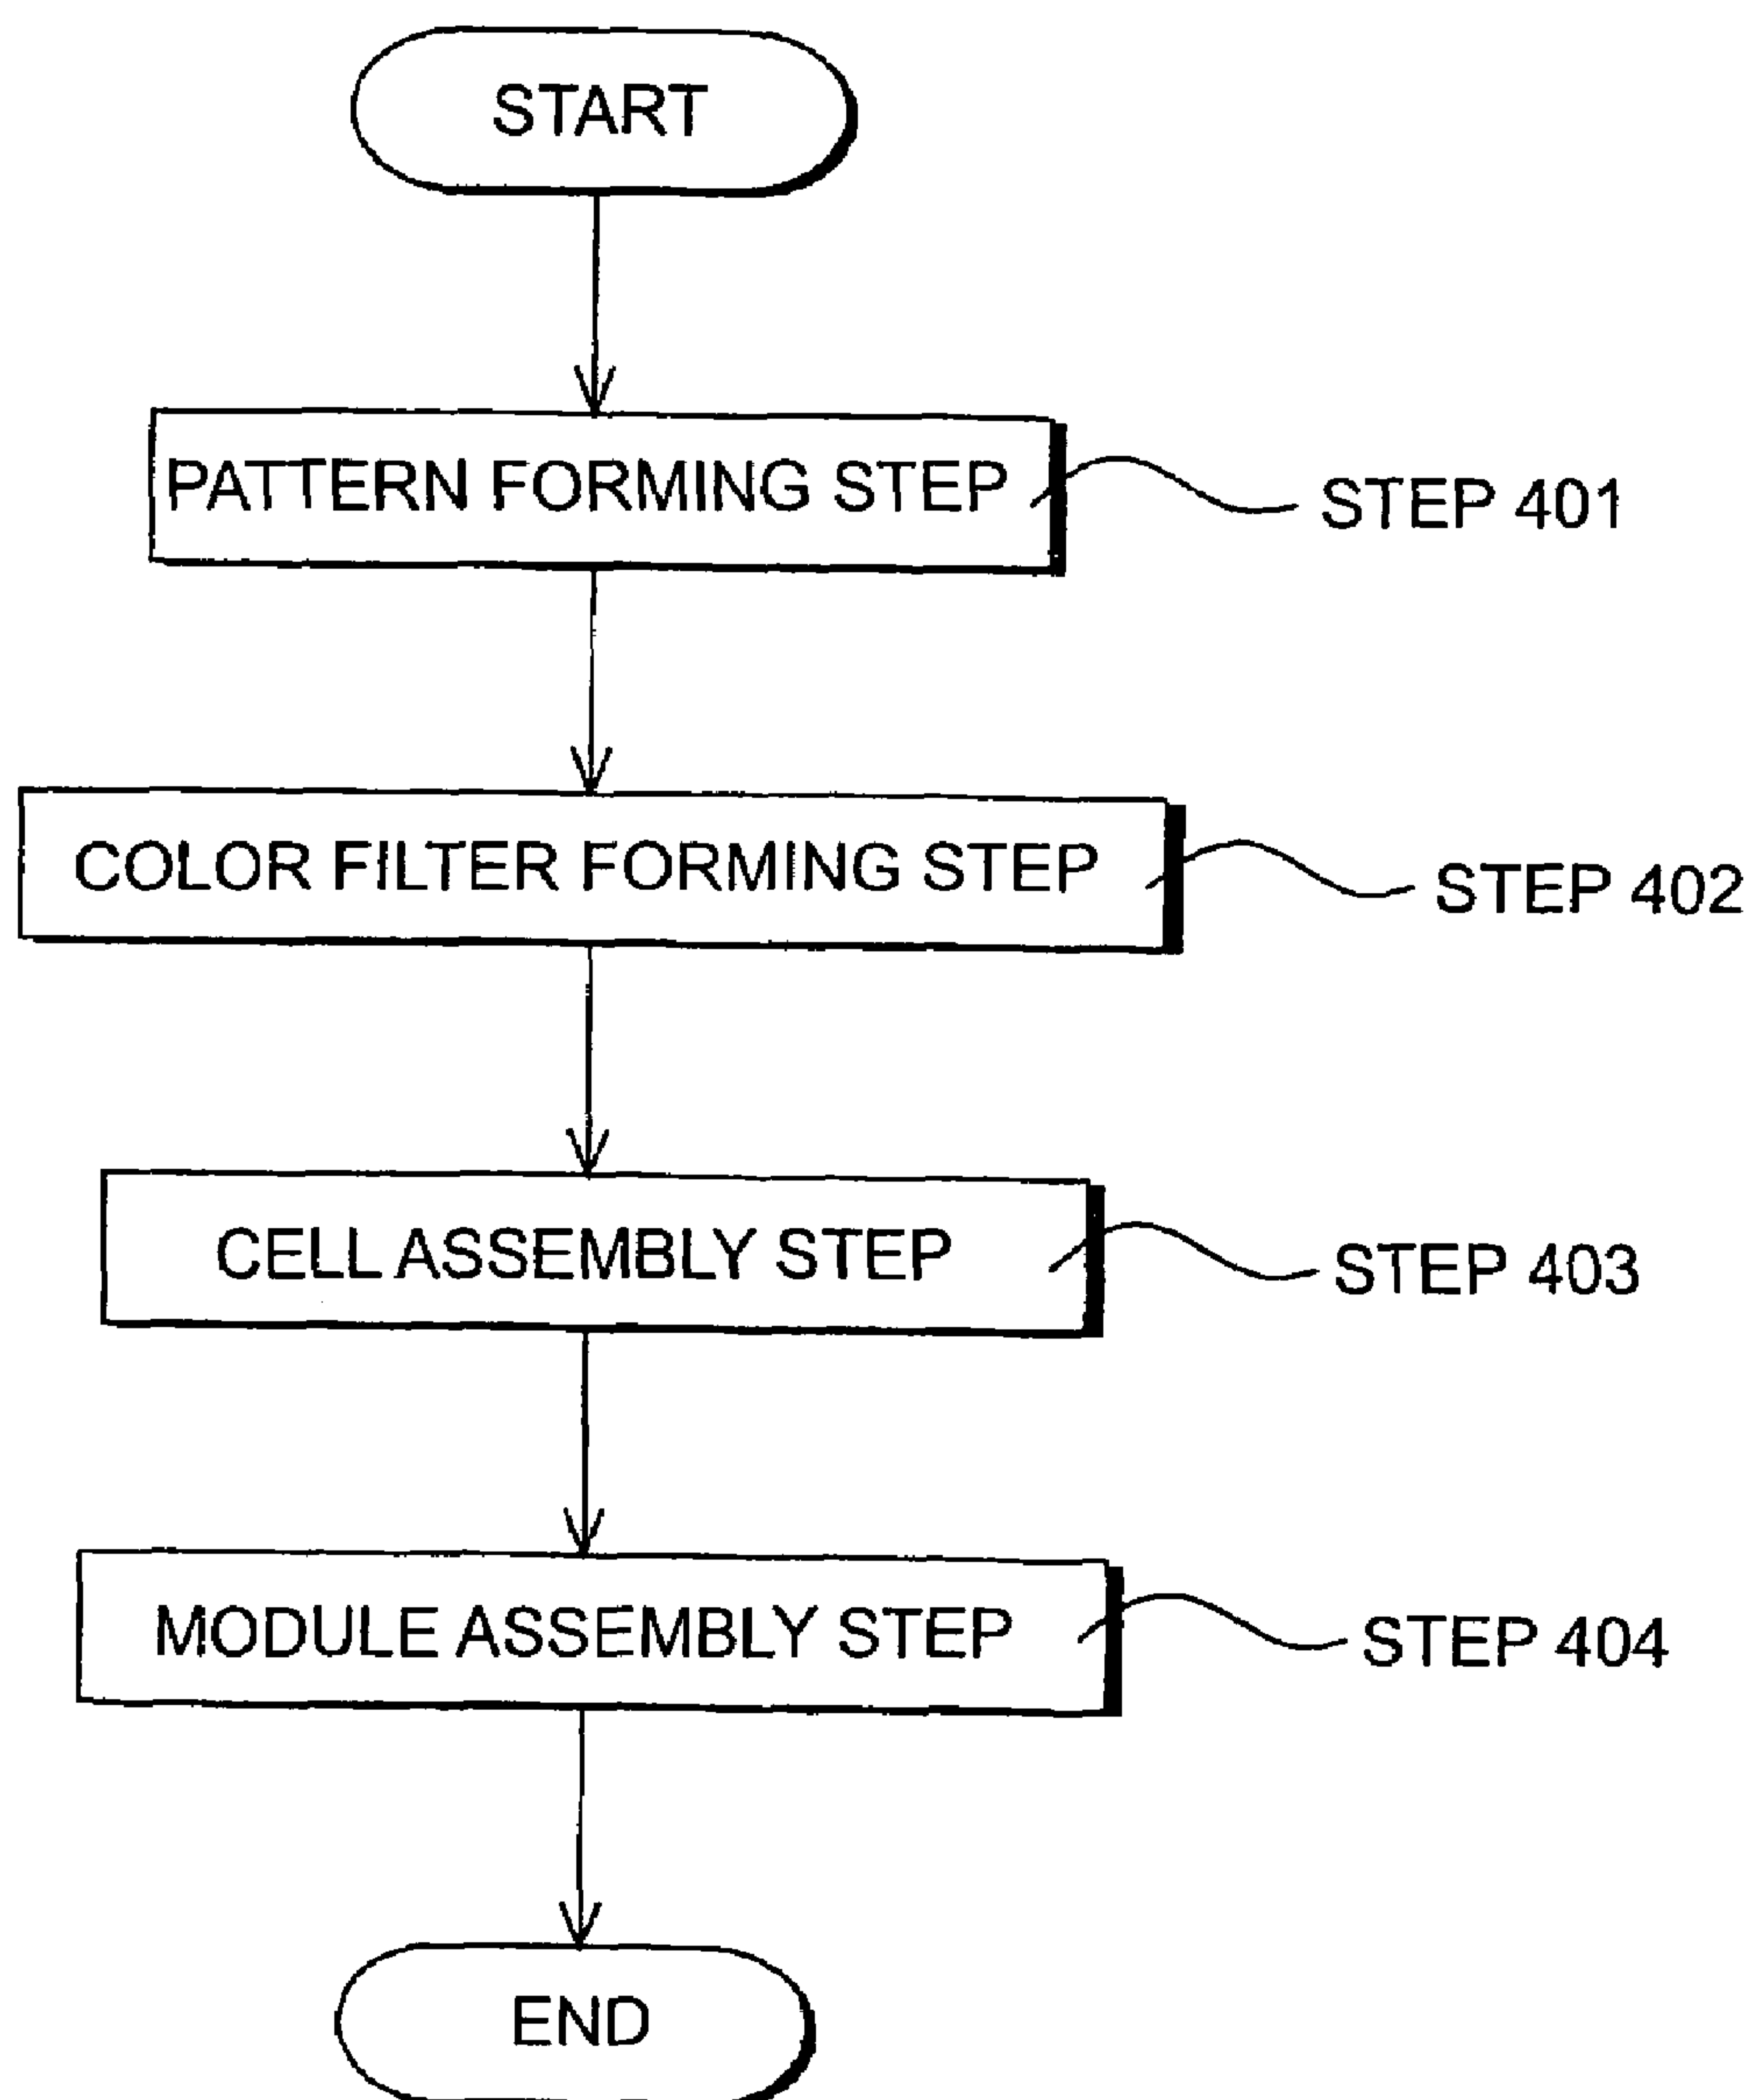 START
PATTERN FORMING STEP
STEP 401
COLOR FILTER FORMING STEP
STEP 402
CELL ASSEMBLY STEP
STEP 403
MODULE ASSEMBLY STEP
STEP 404
END